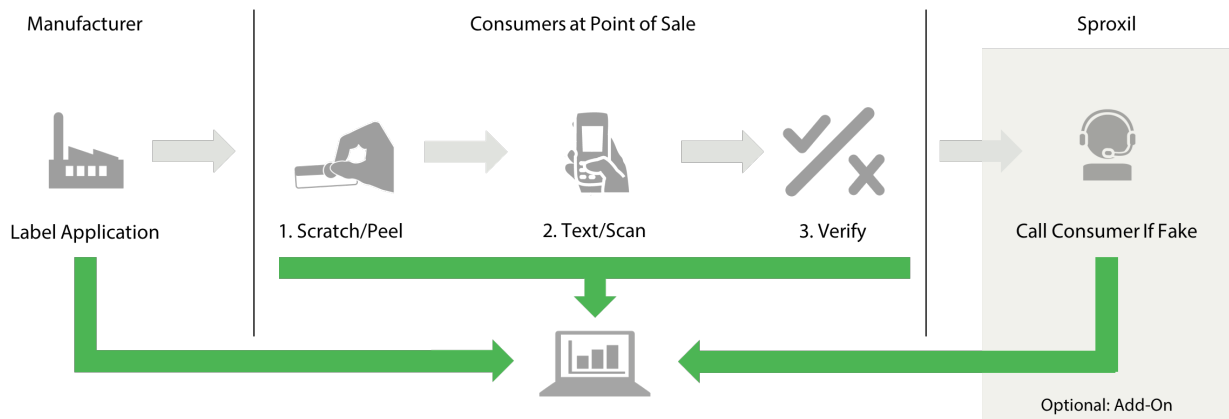 Manufacturer
Consumers at Point of Sale
Sproxil
Label Application
1. Scratch/Peel
2. Text/Scan
3. Verify
Call Consumer If Fake
Optional: Add-On